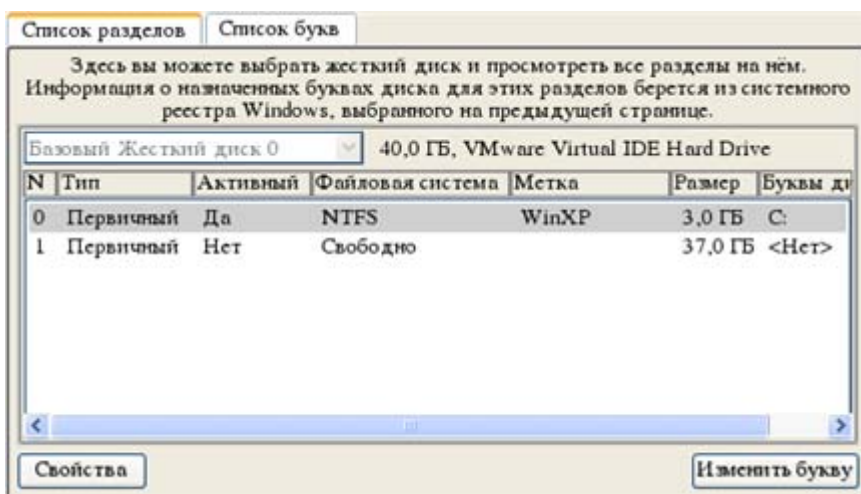 Список разделов Список букв
Здесь вы можете выбрать жесткий диск и просмотреть все разделы на нём.
Информация о назначенных буквах диска для этих разделов берется из системного
реестра Windows, выбранного на предыдущей странице.
Базовый Жесткий диск 0 40,0 ГБ, VMware Virtual IDE Hard Drive
N Тип Активный Файловая система Метка Размер Буквы ди
0 Первичный Да NTFS WinXP 3,0 ГБ C:
1 Первичный Нет Свободно 37,0 ГБ <Нет>
Свойства Изменить букву